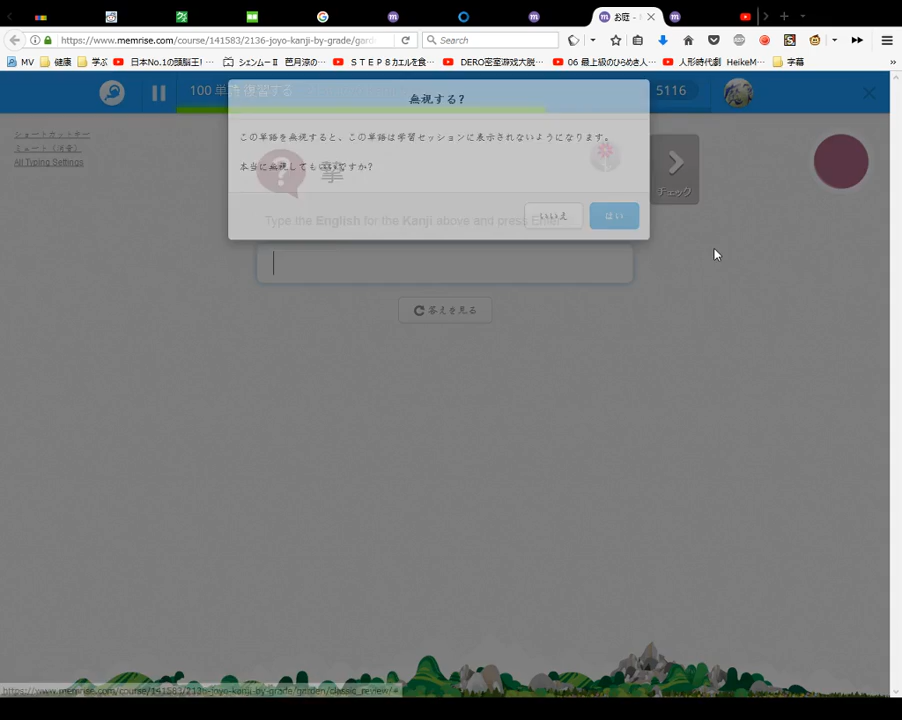 お庭 -
https://www.memrise.com/course/141583/2136-joyo-kanji-by-grade/gard
Search
MV
健康
学ぶ
日本No.1の頭脳王!…
シェンムーⅡ
芭月涼の…
ＳＴＥＰ８カエルを食…
DERO密室游戏大脱…
06 最上級のひらめき人…
人形時代劇 HeikeM…
字幕
100 単語 復習する
5116
ショートカットキー
ミュート (消音)
All Typing Settings
無視する?
この単語を無視すると、この単語は学習セッションに表示されないようになります。
本当に無視してもいいですか?
チェック
Type the English for the Kanji above and press Enter
いいえ
はい
答えを見る
https://www.memrise.com/course/141583/2136-joyo-kanji-by-grade/garden/classic_review/#